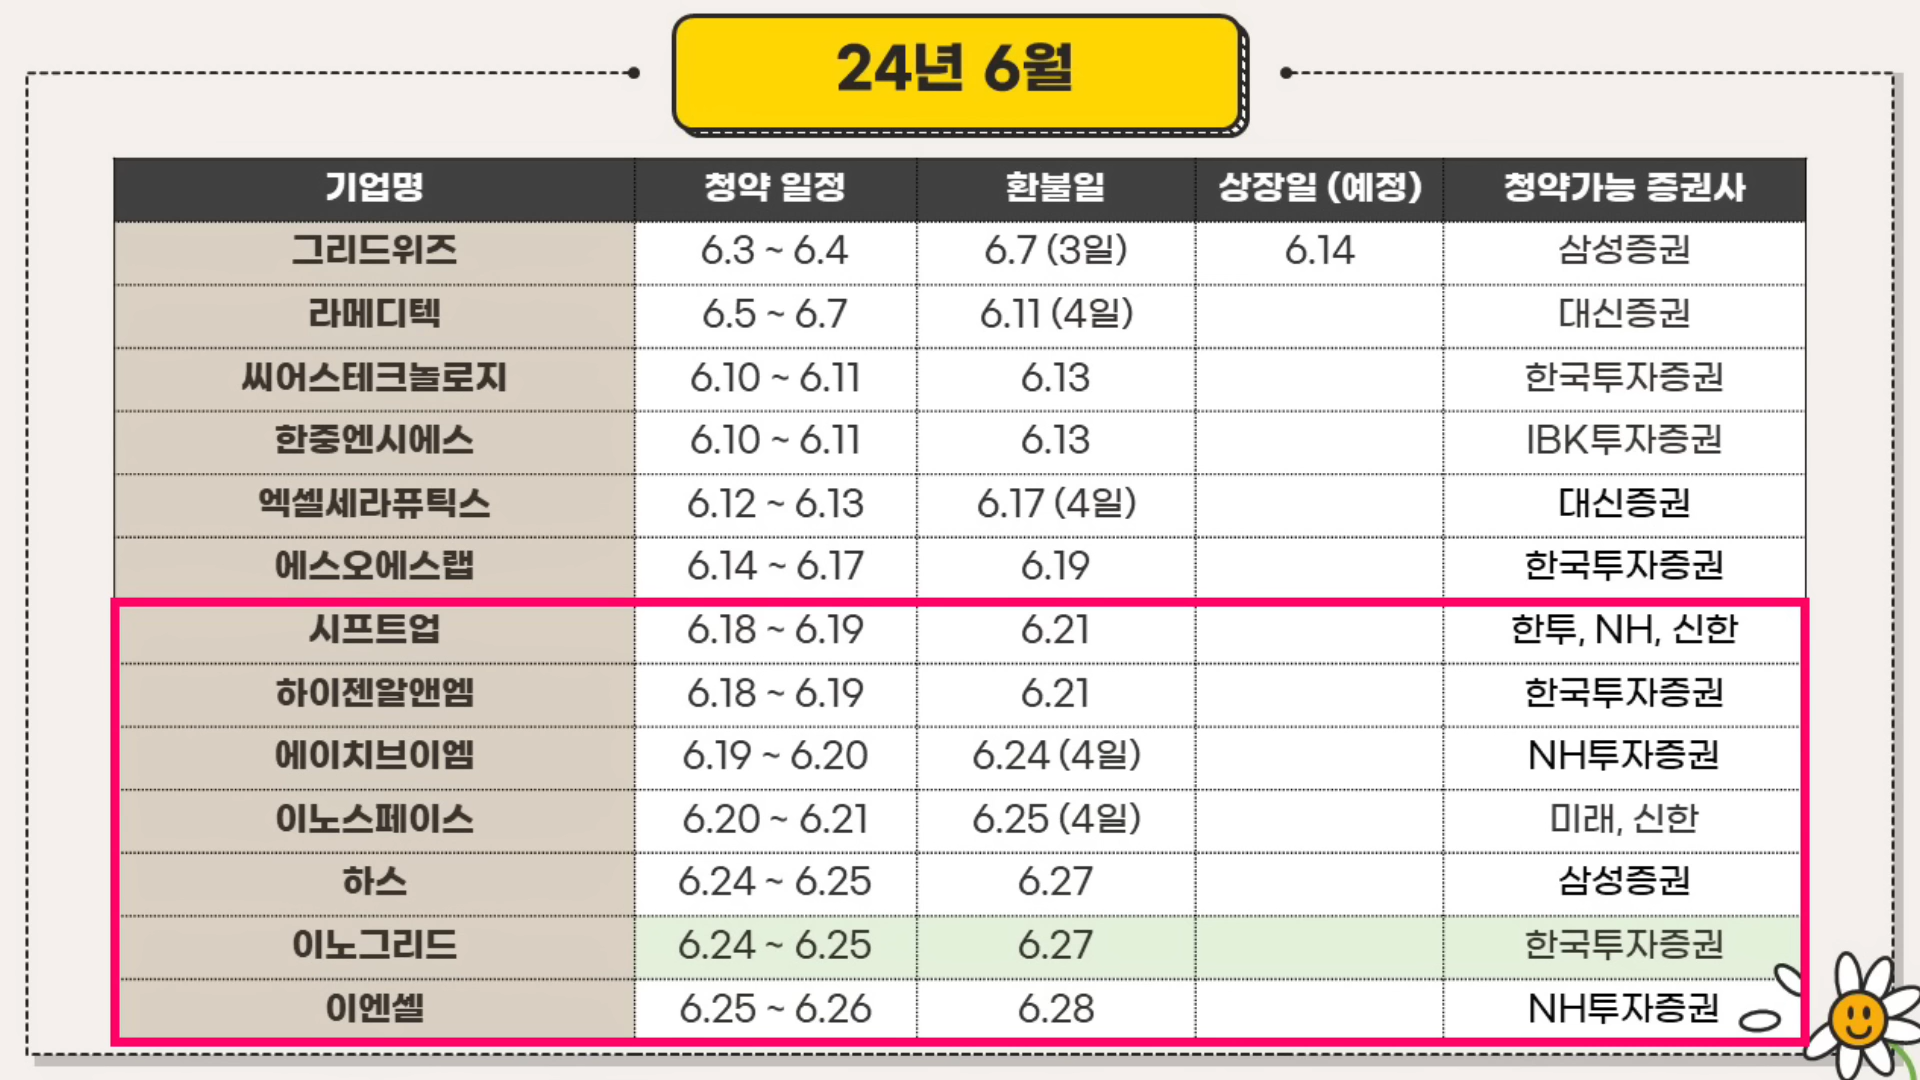 24년 6월
기업명 청약 일정 환불일 상장일 (예정) 청약가능 증권사
그리드위즈 6.3 ~ 6.4 6.7 (3일) 6.14 삼성증권
라메디텍 6.5 ~ 6.7 6.11 (4일) 대신증권
씨어스테크놀로지 6.10 ~ 6.11 6.13 한국투자증권
한중엔시에스 6.10 ~ 6.11 6.13 IBK투자증권
엑셀세라퓨틱스 6.12 ~ 6.13 6.17 (4일) 대신증권
에스오에스랩 6.14 ~ 6.17 6.19 한국투자증권
시프트업 6.18 ~ 6.19 6.21 한투, NH, 신한
하이젠알앤엠 6.18 ~ 6.19 6.21 한국투자증권
에이치브이엠 6.19 ~ 6.20 6.24 (4일) NH투자증권
이노스페이스 6.20 ~ 6.21 6.25 (4일) 미래, 신한
하스 6.24 ~ 6.25 6.27 삼성증권
이노그리드 6.24 ~ 6.25 6.27 한국투자증권
이엔셀 6.25 ~ 6.26 6.28 NH투자증권